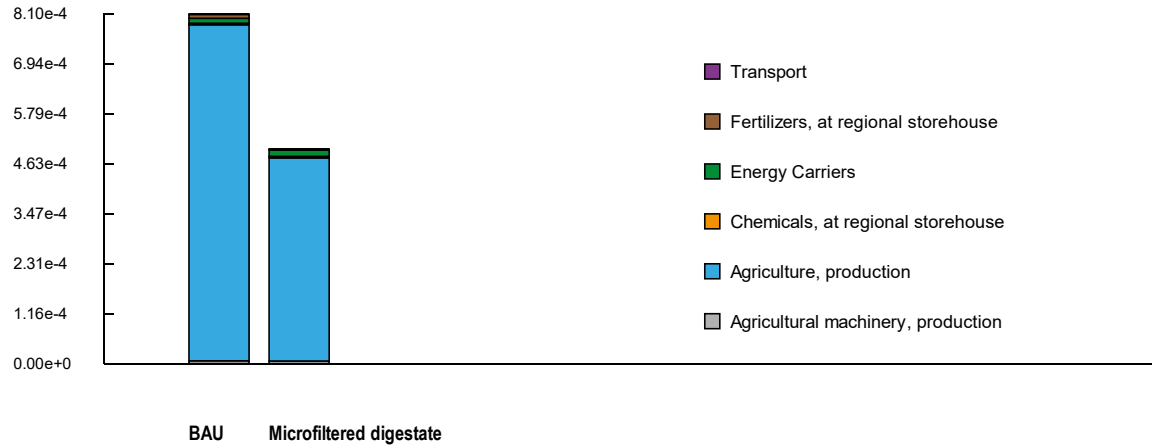 8.10e-4
6.94e-4
5.79e-4
4.63e-4
3.47e-4
2.31e-4
1.16e-4
0.00e+0
Transport
Fertilizers, at regional storehouse
Energy Carriers
Chemicals, at regional storehouse
Agriculture, production
Agricultural machinery, production
BAU Microfiltered digestate